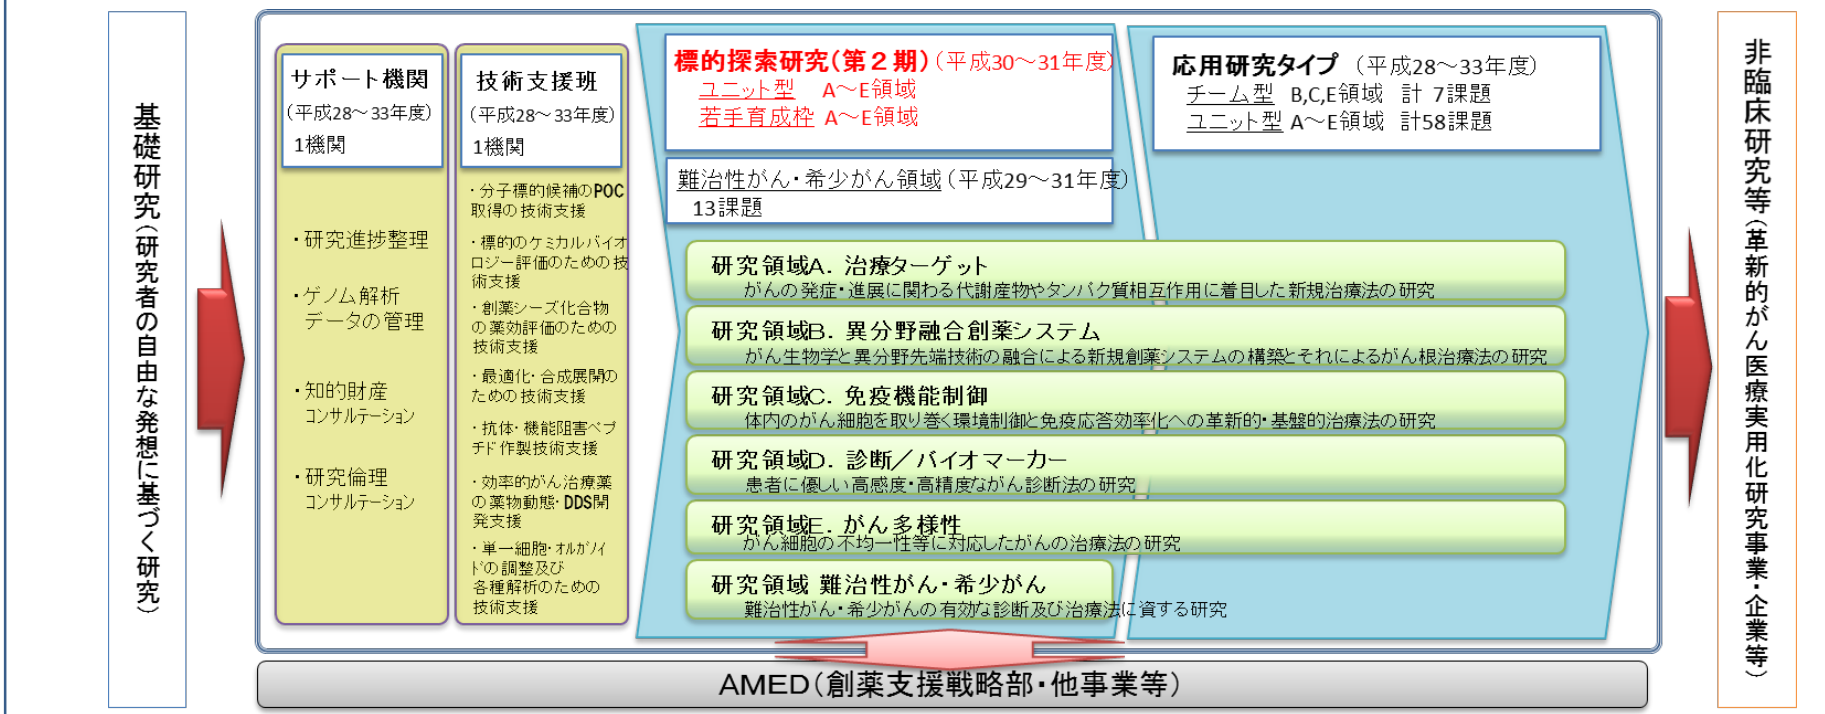 基礎研究（研究者の自由な発想に基づく研究）
サポート機関
（平成28～33年度）
1機関
・研究進捗整理
・ゲノム解析
データの管理
・知的財産
コンサルテーション
・研究倫理
コンサルテーション
技術支援班
（平成28～33年度）
1機関
・分子標的候補のPOC
取得の技術支援
・標的のケミカルバイオ
ロジー評価のための技
術支援
・創薬シーズ化合物
の薬効評価のための
技術支援
・最適化・合成展開の
ための技術支援
・抗体・機能阻害ペプ
チド作製技術支援
・効率的がん治療薬
の薬物動態・DDS開
発支援
・単一細胞・オルガノイ
ドの調整及び
各種解析のための
技術支援
標的探索研究（第２期）（平成30～31年度）
ユニット型　A～E領域
若手育成枠　A～E領域
難治性がん・希少がん領域（平成29～31年度）
13課題
応用研究タイプ　（平成28～33年度）
チーム型　B,C,E領域　計 7課題
ユニット型 A～E領域　計58課題
研究領域A. 治療ターゲット
がんの発症・進展に関わる代謝産物やタンパク質相互作用に着目した新規治療法の研究
研究領域B. 異分野融合創薬システム
がん生物学と異分野先端技術の融合による新規創薬システムの構築とそれによるがん根治療法の研究
研究領域C. 免疫機能制御
体内のがん細胞を取り巻く環境制御と免疫応答効率化への革新的・基盤的治療法の研究
研究領域D. 診断／バイオマーカー
患者に優しい高感度・高精度ながん診断法の研究
研究領域E. がん多様性
がん細胞の不均一性等に対応したがんの治療法の研究
研究領域 難治性がん・希少がん
難治性がん・希少がんの有効な診断及び治療法に資する研究
AMED（創薬支援戦略部・他事業等）
非臨床研究等（革新的がん医療実用化研究事業・企業等）